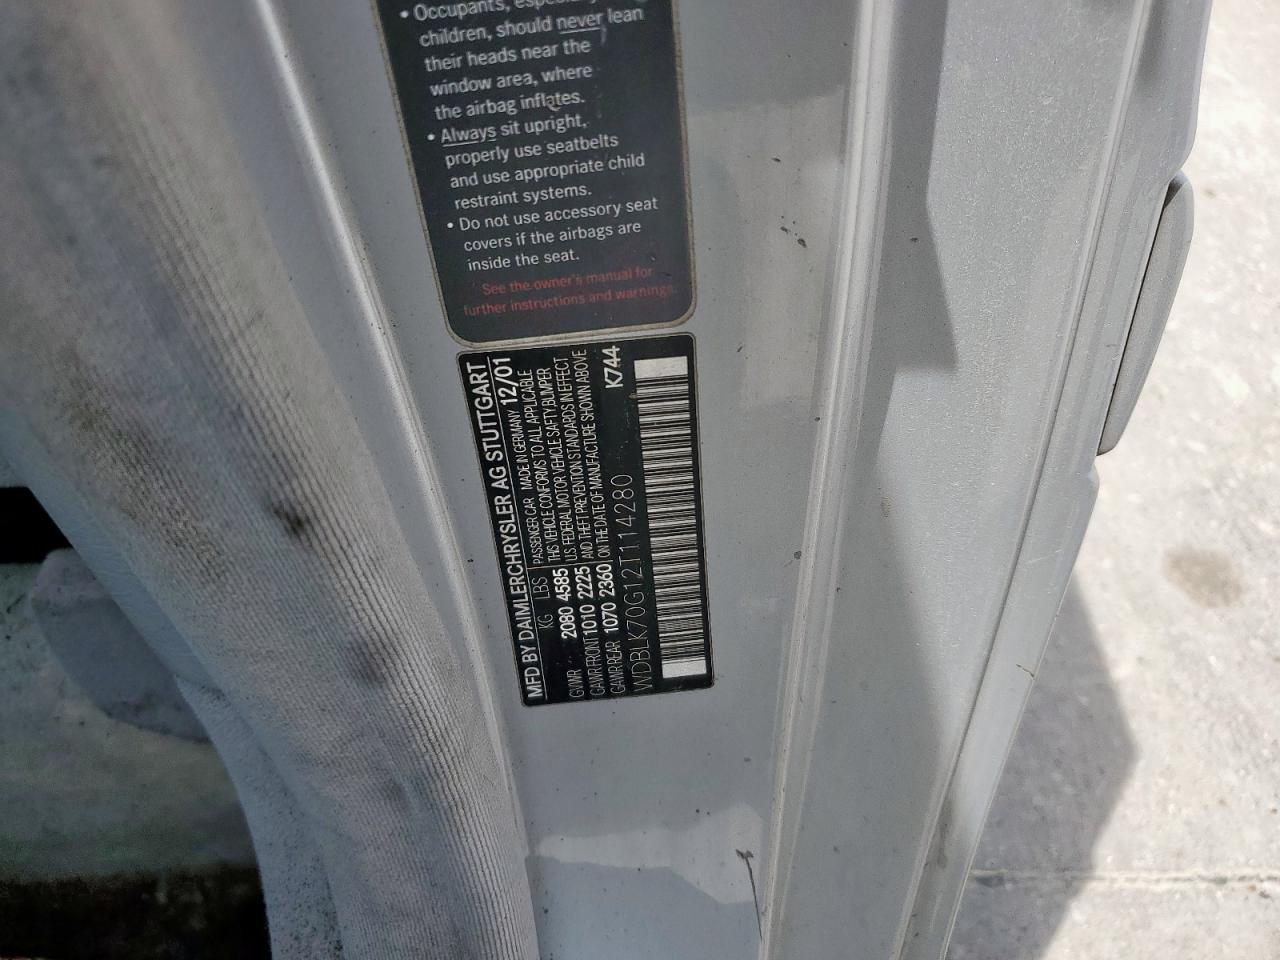 • Occupants, especially
children, should never lean
their heads near the
window area, where
the airbag inflates.
• Always sit upright,
properly use seatbelts
and use appropriate child
restraint systems.
• Do not use accessory seat
covers if the airbags are
inside the seat.
See the owner's manual for
further instructions and warnings.
MFD BY DAIMLERCHRYSLER AG STUTTGART
KG LBS PASSENGER CAR MADE IN GERMANY 12/01
GVWR 2080 4585 THIS VEHICLE CONFORMS TO ALL APPLICABLE
GAWR FRONT 1010 2225 U.S. FEDERAL MOTOR VEHICLE SAFTY, BUMPER
GAWR REAR 1070 2360 AND THEFT PREVENTION STANDARDS IN EFFECT
ON THE DATE OF MANUFACTURE SHOWN ABOVE
WDBLK70G12T114280 K744